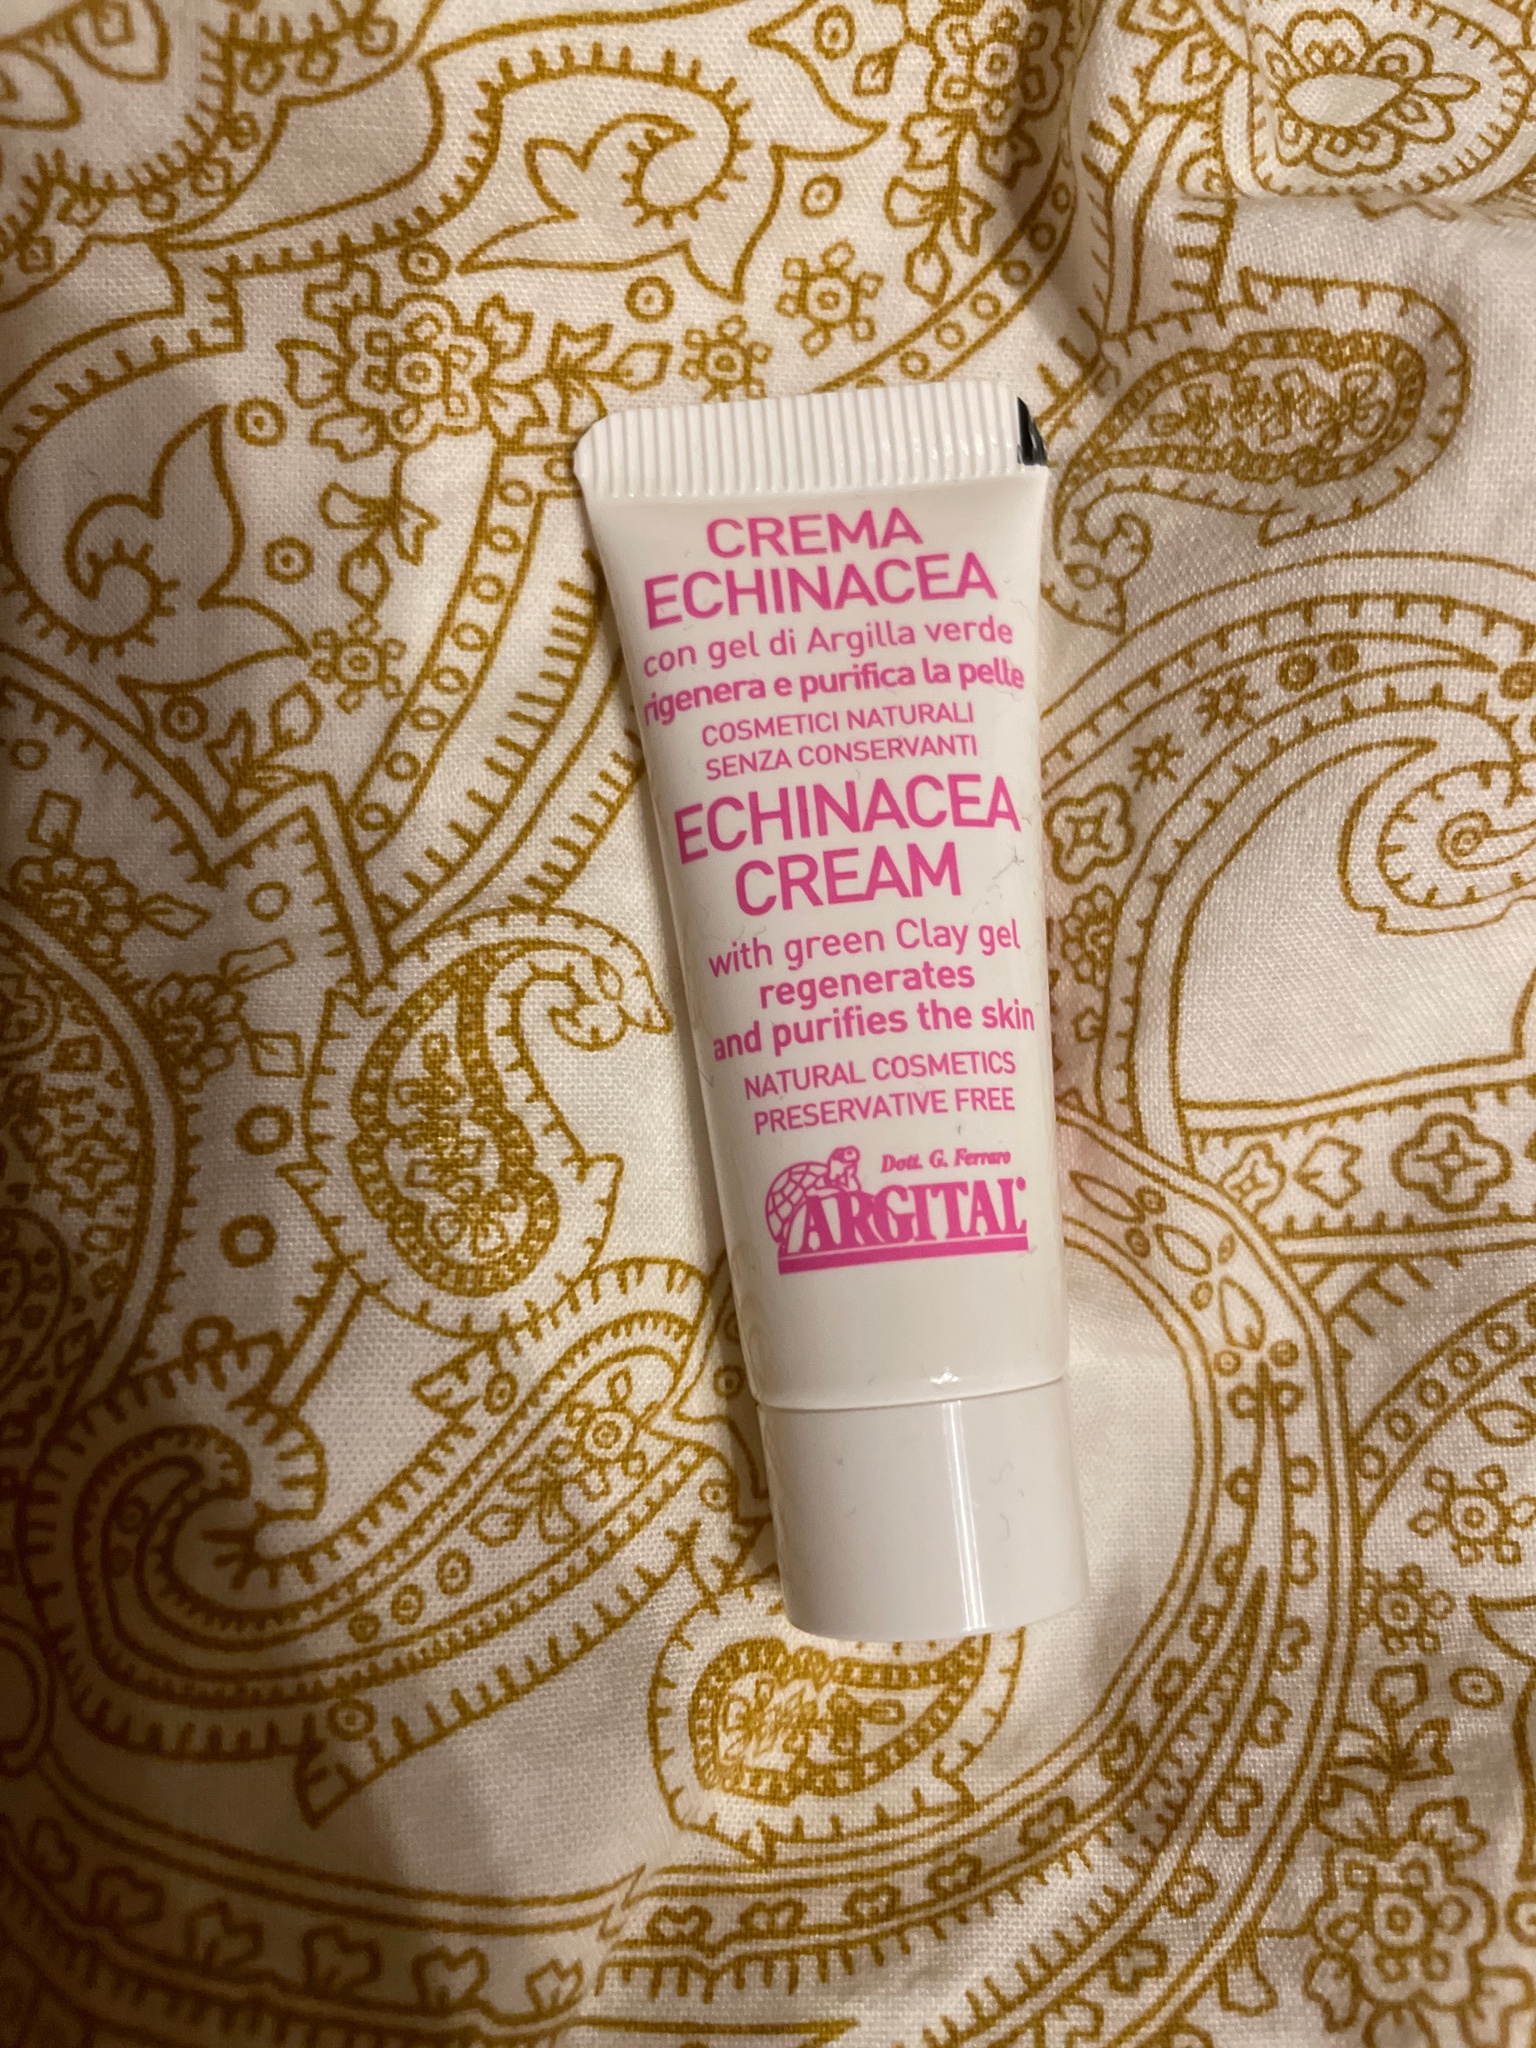 CREMA
ECHINACEA
con gel di Argilla verde
rigenera e purifica la pelle
COSMETICI NATURALI
SENZA CONSERVANTI
ECHINACEA
CREAM
with green Clay gel
regenerates
and purifies the skin
NATURAL COSMETICS
PRESERVATIVE FREE
Dott. G. Ferraro
ARGITAL®